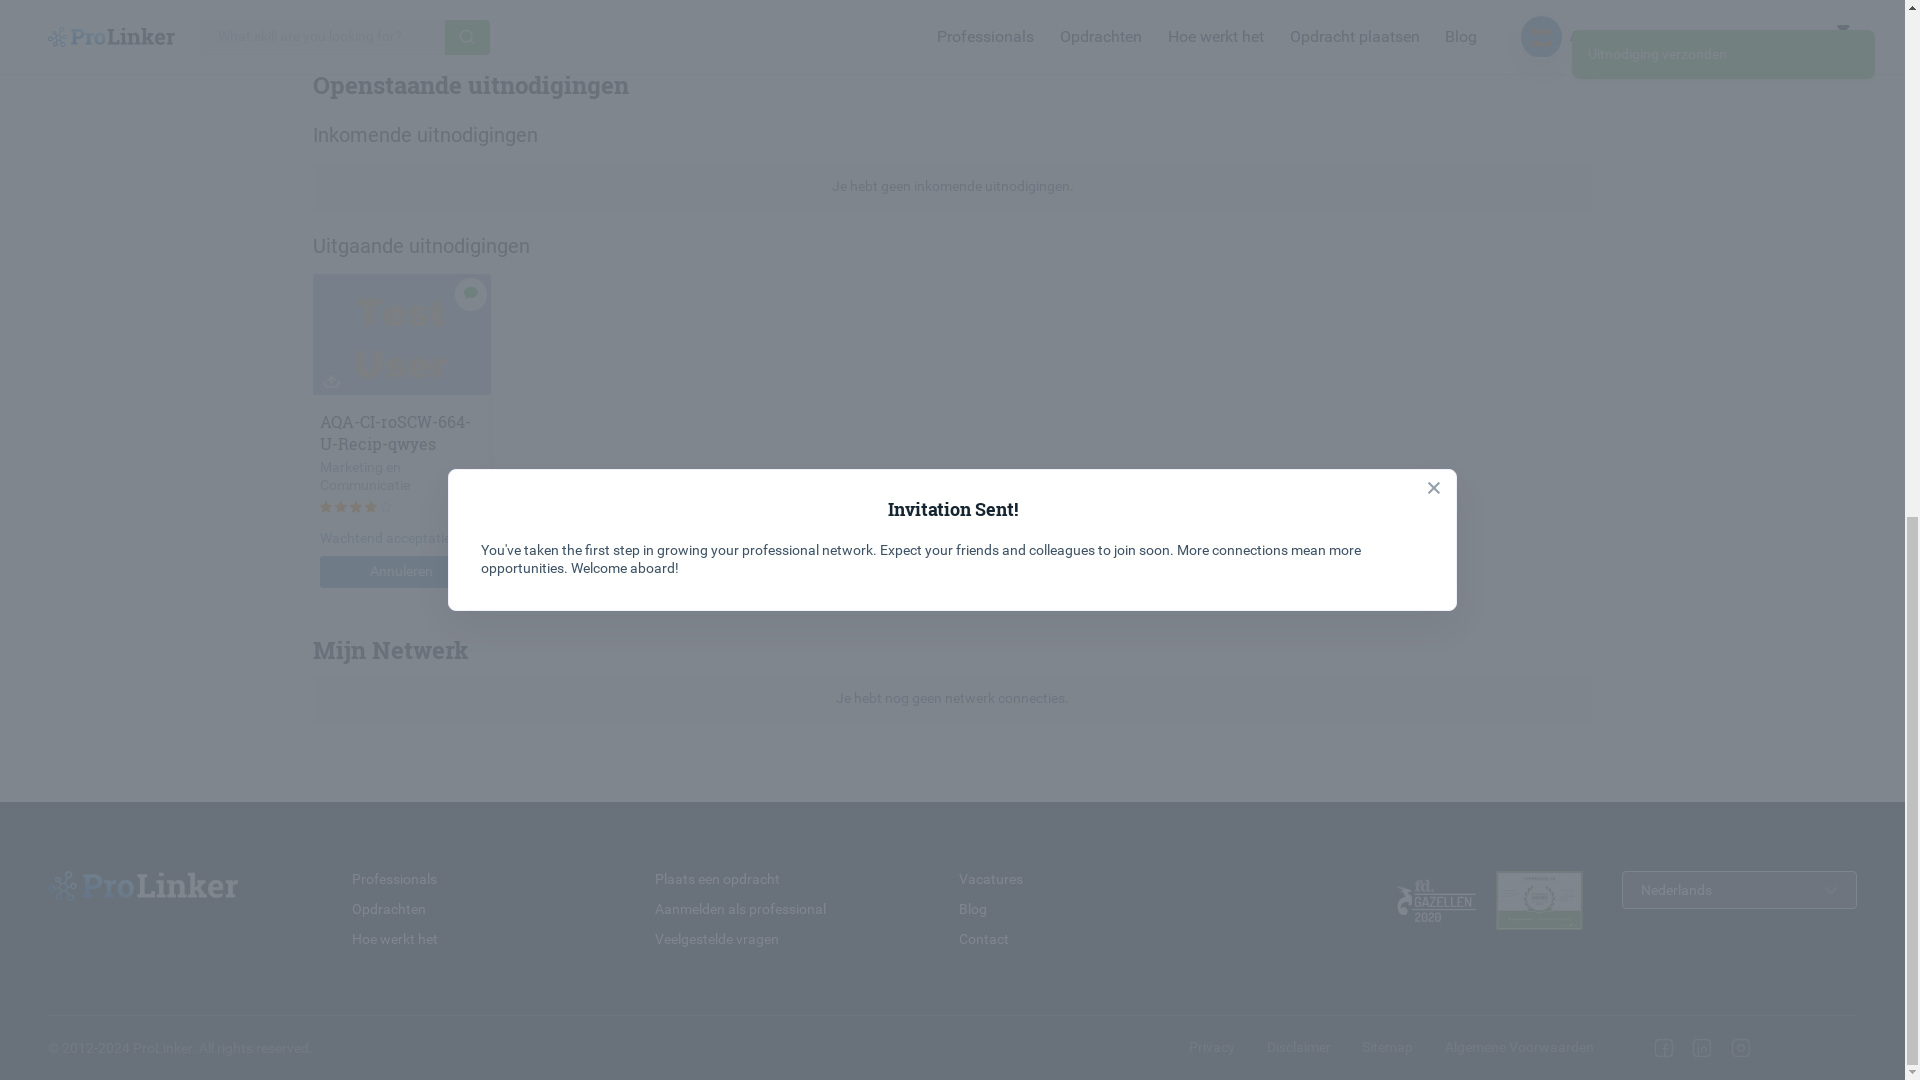 ProLinker
What skill are you looking for?
Professionals
Opdrachten
Hoe werkt het
Opdracht plaatsen
Blog
Uitnodiging verzonden
Openstaande uitnodigingen
Inkomende uitnodigingen
Je hebt geen inkomende uitnodigingen.
Uitgaande uitnodigingen
Test
User
AQA-CI-roSCW-664-
U-Recip-qwyes
Marketing en
Communicatie
Wachtend acceptatie
Annuleren
Invitation Sent!
You've taken the first step in growing your professional network. Expect your friends and colleagues to join soon. More connections mean more
opportunities. Welcome aboard!
Mijn Netwerk
Je hebt nog geen netwerk connecties.
ProLinker
Professionals
Opdrachten
Hoe werkt het
Plaats een opdracht
Aanmelden als professional
Veelgestelde vragen
Vacatures
Blog
Contact
fd.
GAZELLEN
2020
Nederlands
© 2012-2024 ProLinker. All rights reserved.
Privacy
Disclaimer
Sitemap
Algemene Voorwaarden